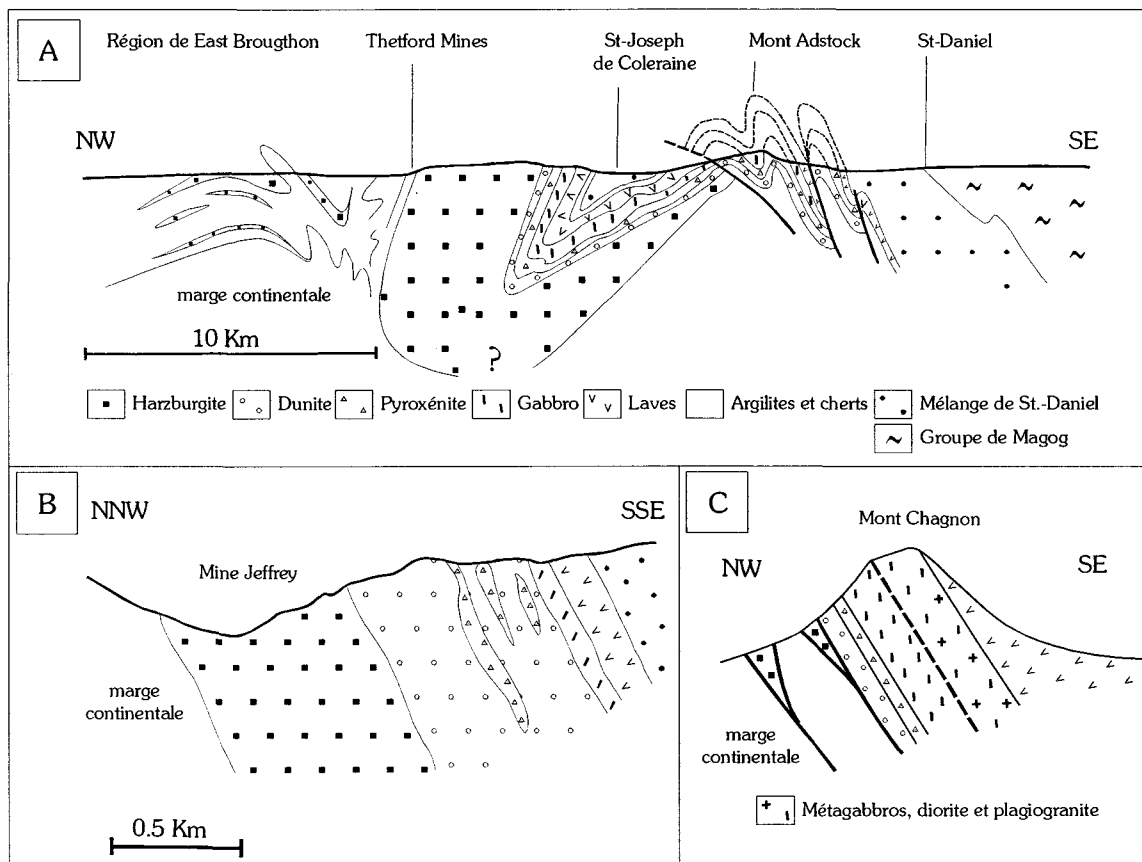 A
Région de East Brougthon
Thetford Mines
St-Joseph
de Coleraine
Mont Adstock
St-Daniel
NW
SE
marge continentale
10 Km
?
Harzburgite
Dunite
Pyroxénite
Gabbro
Laves
Argilites et cherts
Mélange de St.-Daniel
Groupe de Magog
B
NNW
SSE
Mine Jeffrey
marge
continentale
0.5 Km
C
Mont Chagnon
NW
SE
marge
continentale
Métagabbros, diorite et plagiogranite